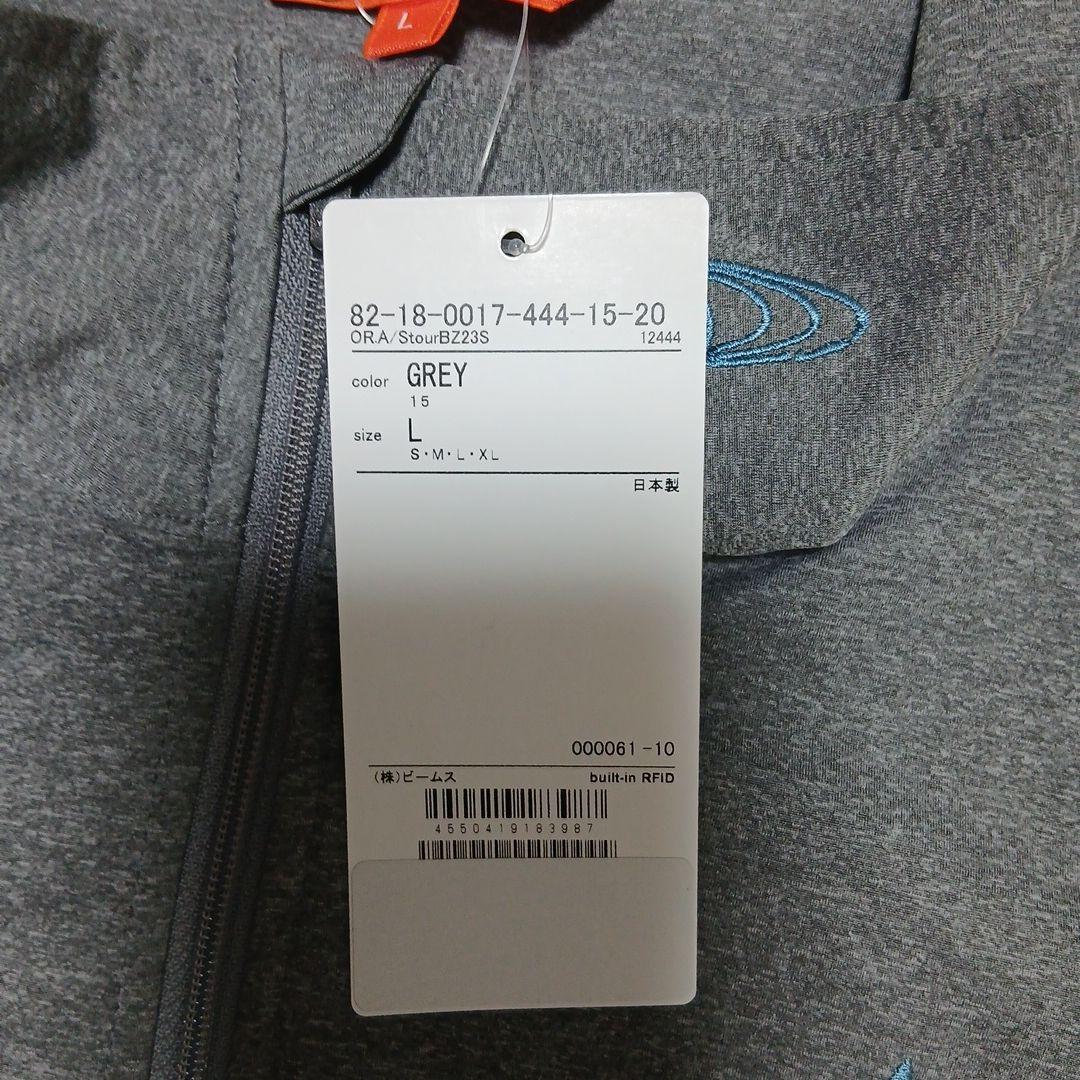 L
82-18-0017-444-15-20
OR.A/StourBZ23S 12444
color GREY
15
size L
S・M・L・XL
日本製
000061-10
(株)ビームス built-in RFID
4550419183987